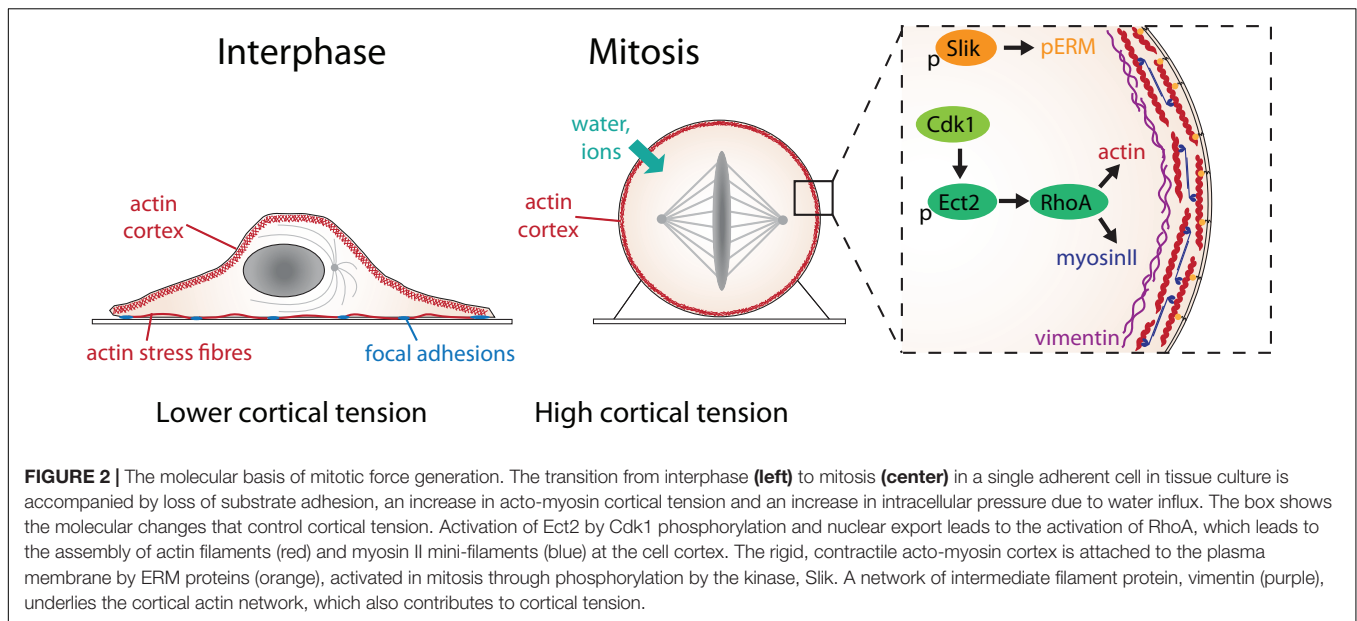 Interphase
Mitosis
water,
ions
actin
cortex
actin
cortex
actin stress fibres
focal adhesions
Lower cortical tension
High cortical tension
p
Slik
pERM
Cdk1
p
Ect2
RhoA
actin
myosinII
vimentin
FIGURE 2 | The molecular basis of mitotic force generation. The transition from interphase (left) to mitosis (center) in a single adherent cell in tissue culture is
accompanied by loss of substrate adhesion, an increase in acto-myosin cortical tension and an increase in intracellular pressure due to water influx. The box shows
the molecular changes that control cortical tension. Activation of Ect2 by Cdk1 phosphorylation and nuclear export leads to the activation of RhoA, which leads to
the assembly of actin filaments (red) and myosin II mini-filaments (blue) at the cell cortex. The rigid, contractile acto-myosin cortex is attached to the plasma
membrane by ERM proteins (orange), activated in mitosis through phosphorylation by the kinase, Slik. A network of intermediate filament protein, vimentin (purple),
underlies the cortical actin network, which also contributes to cortical tension.